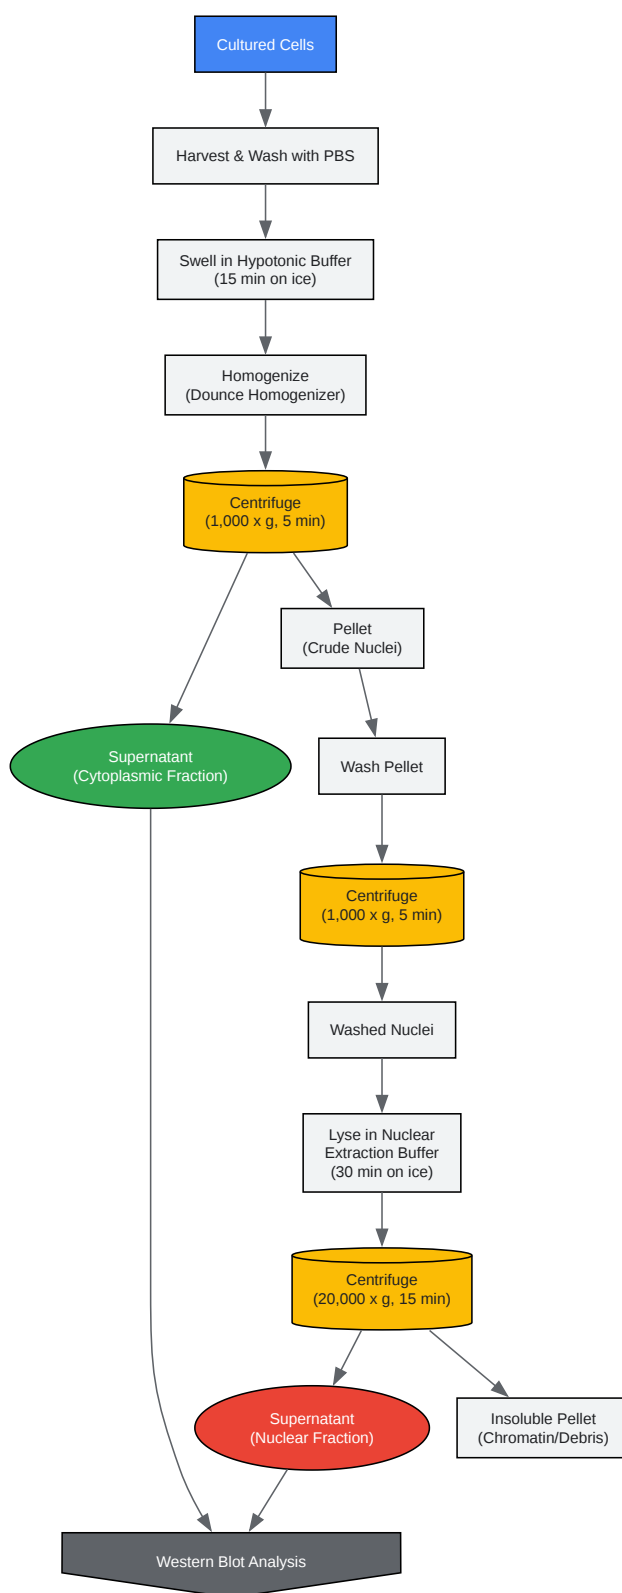 Cultured Cells
Harvest & Wash with PBS
Swell in Hypotonic Buffer
(15 min on ice)
Homogenize
(Dounce Homogenizer)
Centrifuge
(1,000 x g, 5 min)
Pellet
(Crude Nuclei)
Supernatant
(Cytoplasmic Fraction)
Wash Pellet
Centrifuge
(1,000 x g, 5 min)
Washed Nuclei
Lyse in Nuclear
Extraction Buffer
(30 min on ice)
Centrifuge
(20,000 x g, 15 min)
Supernatant
(Nuclear Fraction)
Insoluble Pellet
(Chromatin/Debris)
Western Blot Analysis